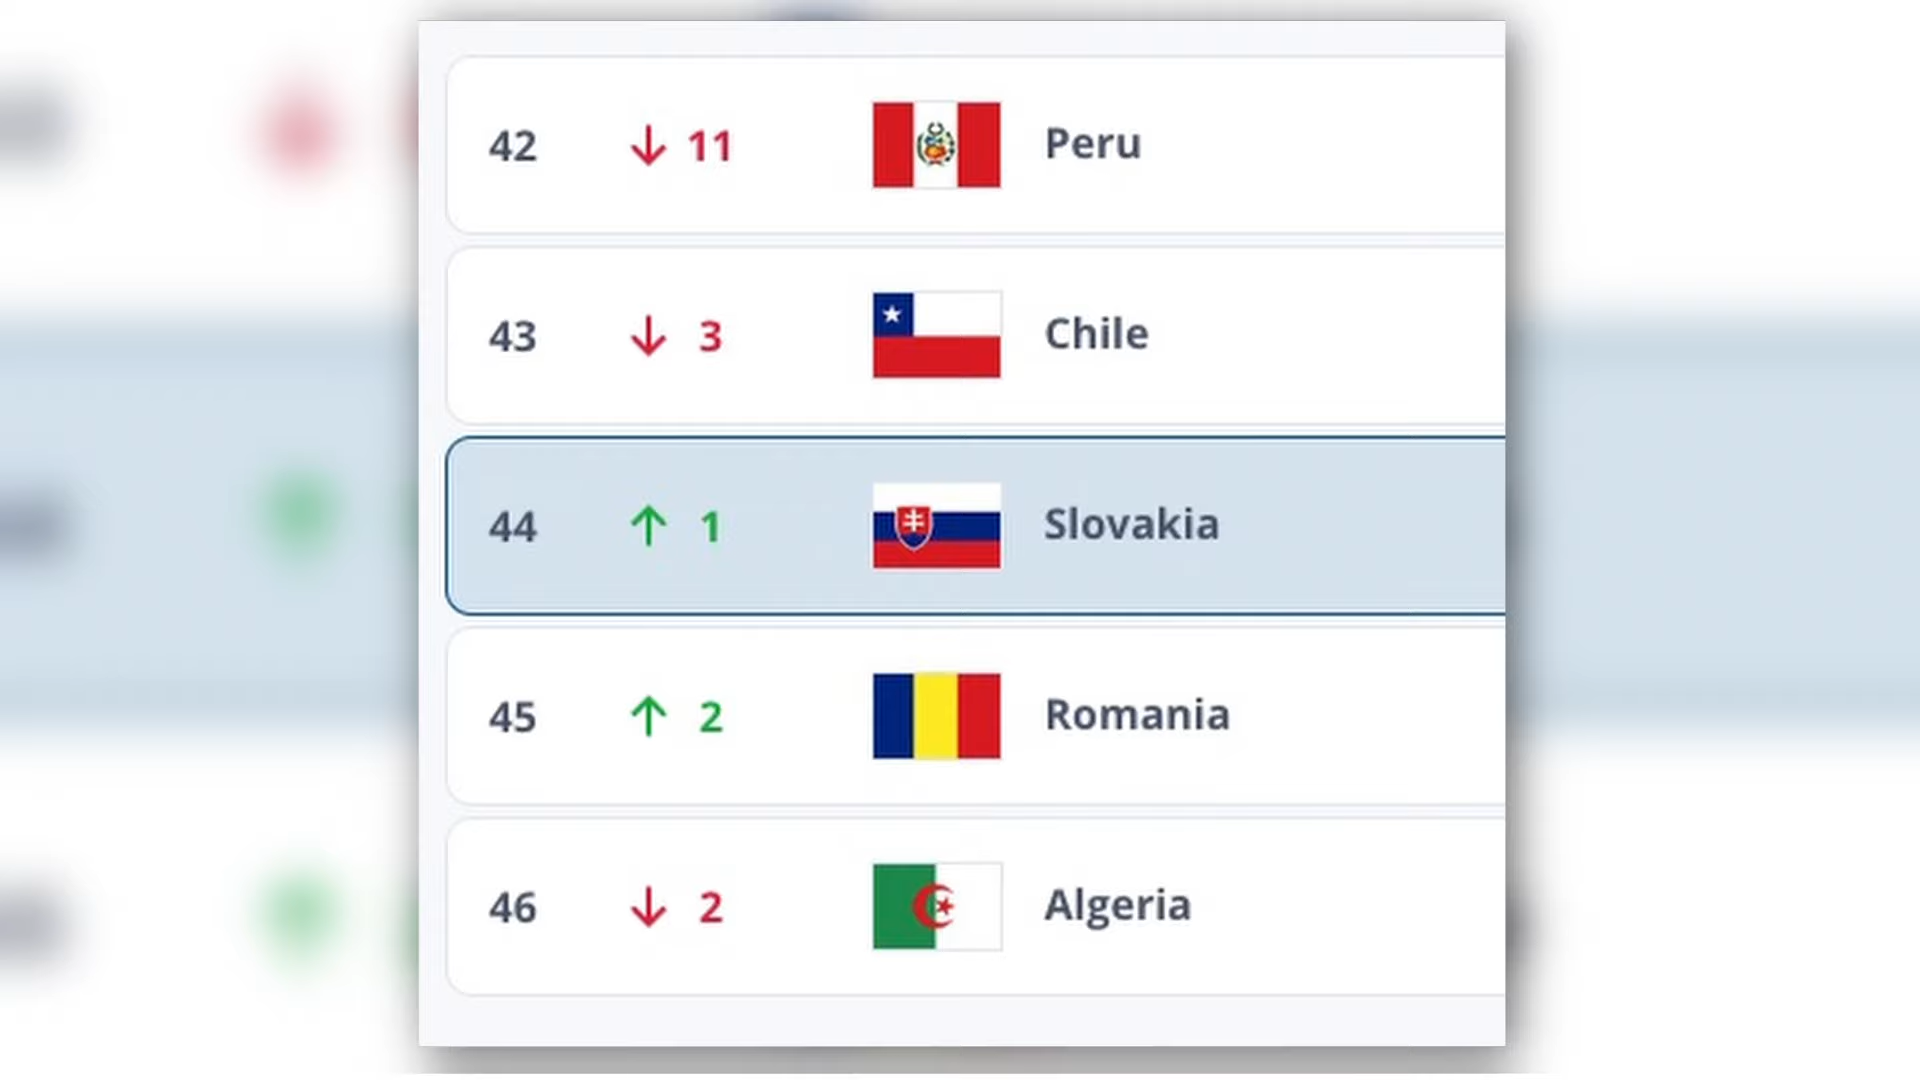 42 ↓ 11 Peru
43 ↓ 3 Chile
44 ↑ 1 Slovakia
45 ↑ 2 Romania
46 ↓ 2 Algeria